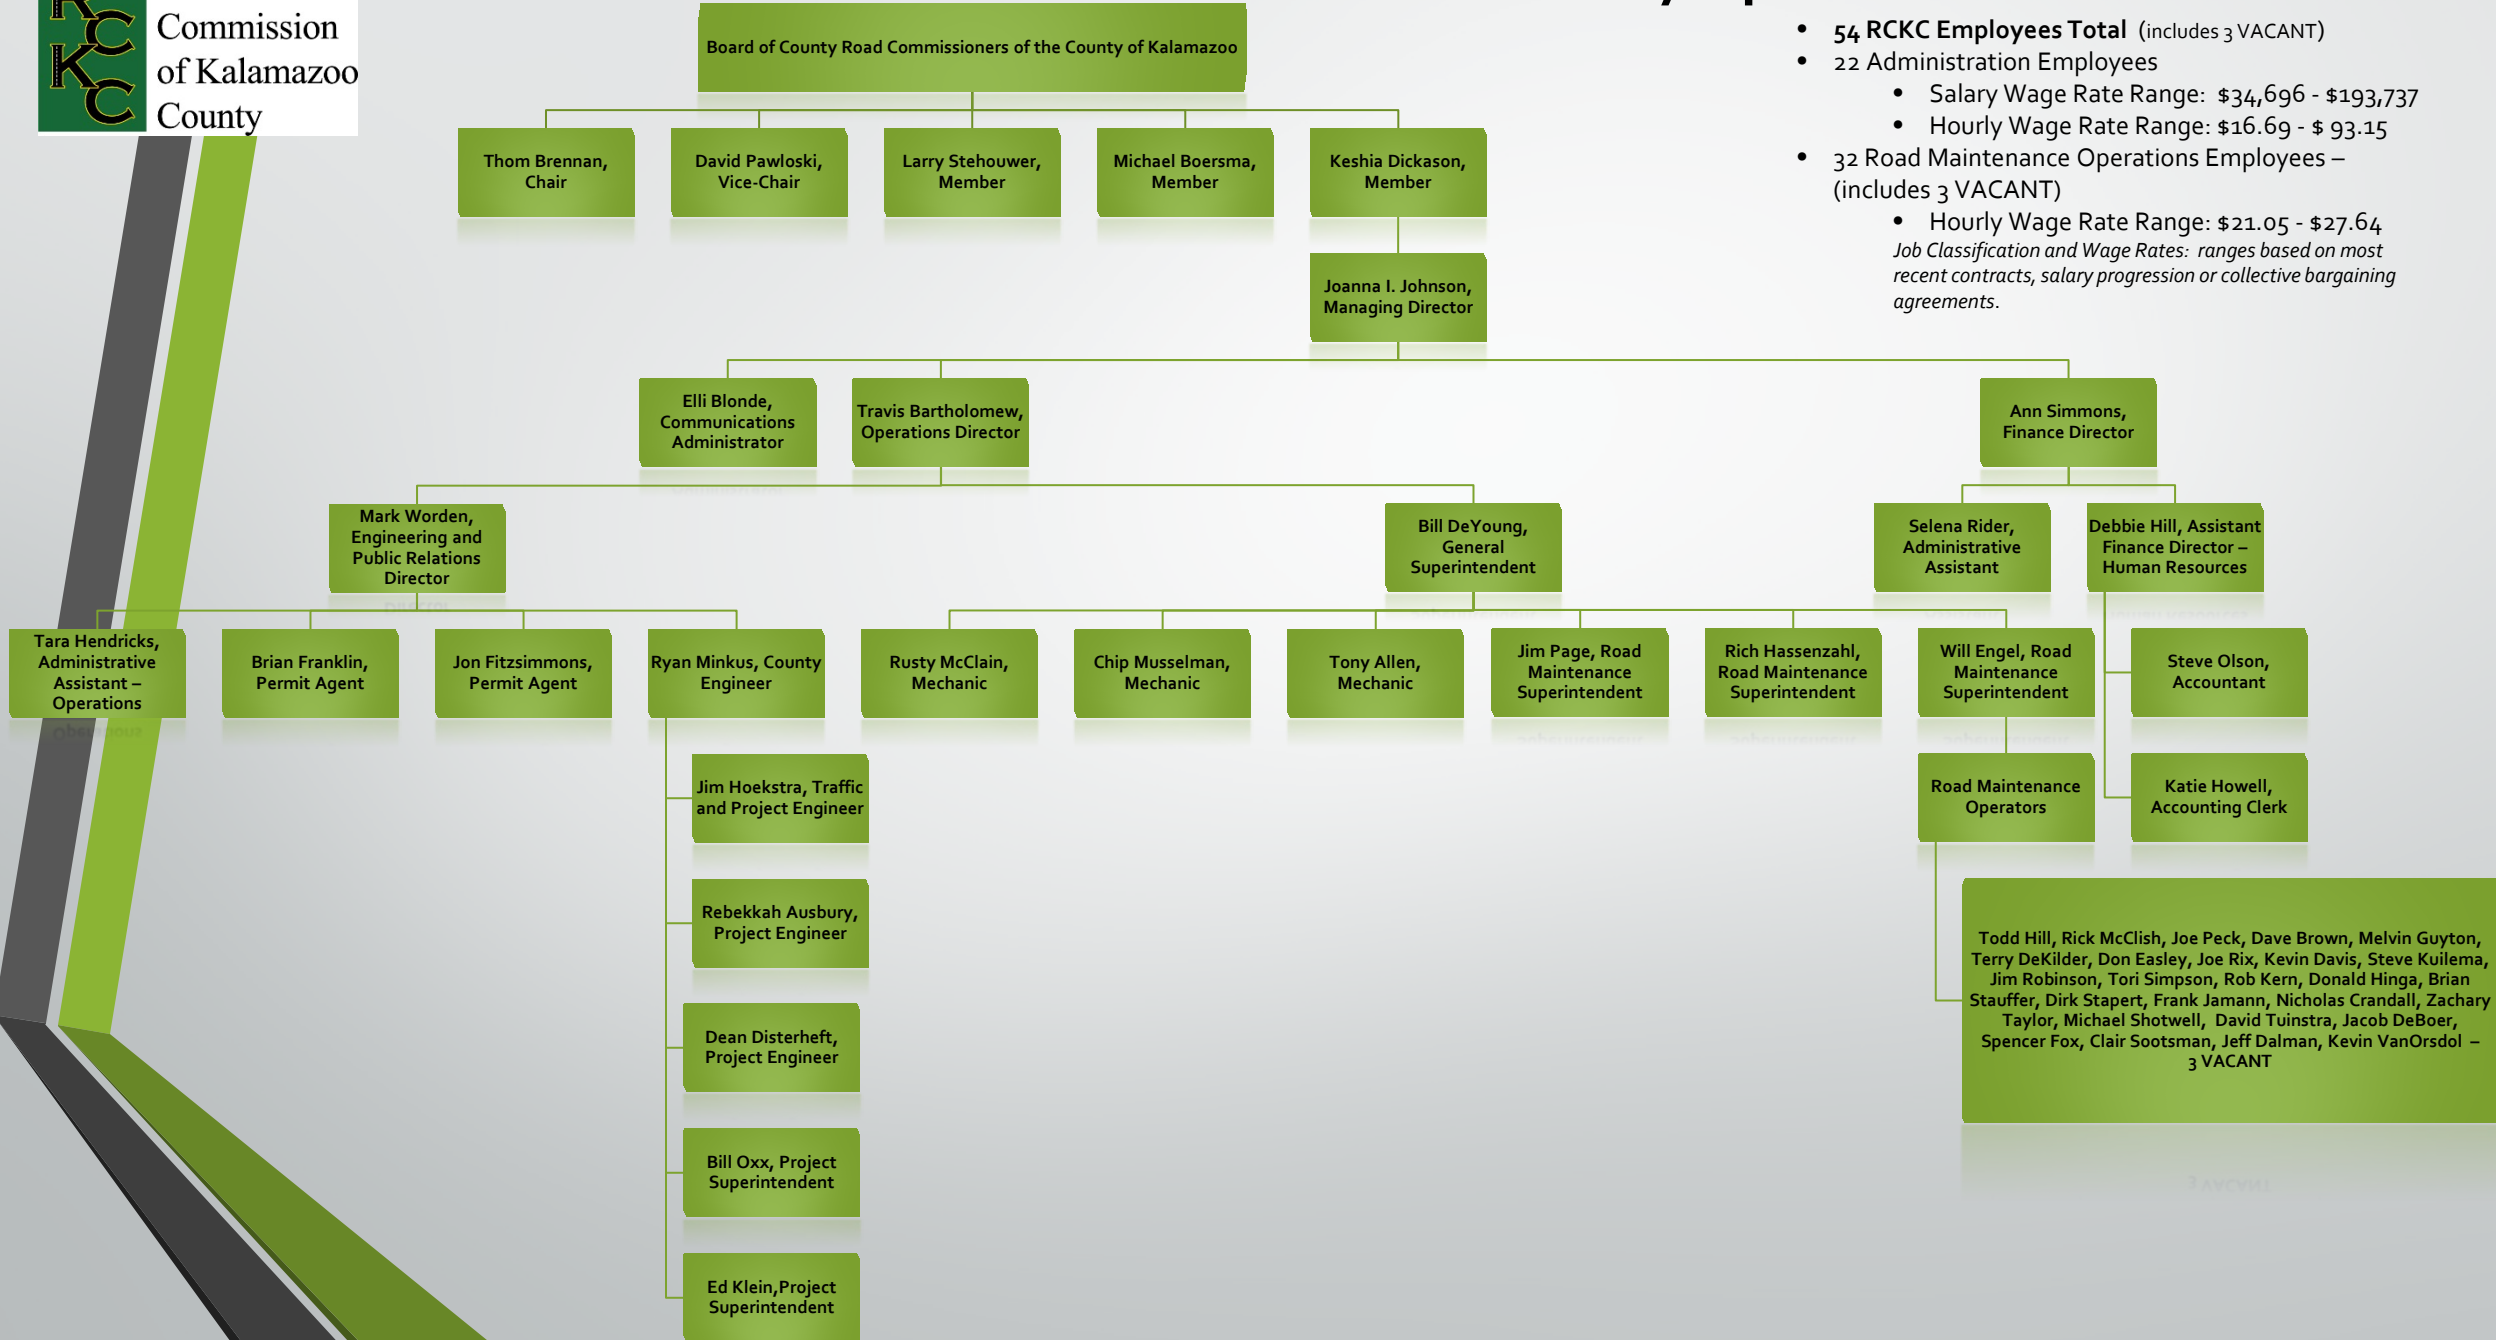 Commission
of Kalamazoo
County
Board of County Road Commissioners of the County of Kalamazoo
• 54 RCKC Employees Total (includes 3 VACANT)
• 22 Administration Employees
• Salary Wage Rate Range: $34,696 - $193,737
• Hourly Wage Rate Range: $16.69 - $ 93.15
• 32 Road Maintenance Operations Employees –
(includes 3 VACANT)
• Hourly Wage Rate Range: $21.05 - $27.64
Job Classification and Wage Rates: ranges based on most
recent contracts, salary progression or collective bargaining
agreements.
Thom Brennan,
Chair
David Pawloski,
Vice-Chair
Larry Stehouwer,
Member
Michael Boersma,
Member
Keshia Dickason,
Member
Joanna I. Johnson,
Managing Director
Elli Blonde,
Communications
Administrator
Travis Bartholomew,
Operations Director
Ann Simmons,
Finance Director
Mark Worden,
Engineering and
Public Relations
Director
Bill DeYoung,
General
Superintendent
Selena Rider,
Administrative
Assistant
Debbie Hill, Assistant
Finance Director –
Human Resources
Tara Hendricks,
Administrative
Assistant –
Operations
Brian Franklin,
Permit Agent
Jon Fitzsimmons,
Permit Agent
Ryan Minkus, County
Engineer
Rusty McClain,
Mechanic
Chip Musselman,
Mechanic
Tony Allen,
Mechanic
Jim Page, Road
Maintenance
Superintendent
Rich Hassenzahl,
Road Maintenance
Superintendent
Will Engel, Road
Maintenance
Superintendent
Steve Olson,
Accountant
Jim Hoekstra, Traffic
and Project Engineer
Road Maintenance
Operators
Katie Howell,
Accounting Clerk
Rebekkah Ausbury,
Project Engineer
Todd Hill, Rick McClish, Joe Peck, Dave Brown, Melvin Guyton,
Terry DeKilder, Don Easley, Joe Rix, Kevin Davis, Steve Kuilema,
Jim Robinson, Tori Simpson, Rob Kern, Donald Hinga, Brian
Stauffer, Dirk Stapert, Frank Jamann, Nicholas Crandall, Zachary
Taylor, Michael Shotwell, David Tuinstra, Jacob DeBoer,
Spencer Fox, Clair Sootsman, Jeff Dalman, Kevin VanOrsdol –
3 VACANT
Dean Disterheft,
Project Engineer
Bill Oxx, Project
Superintendent
Ed Klein,Project
Superintendent